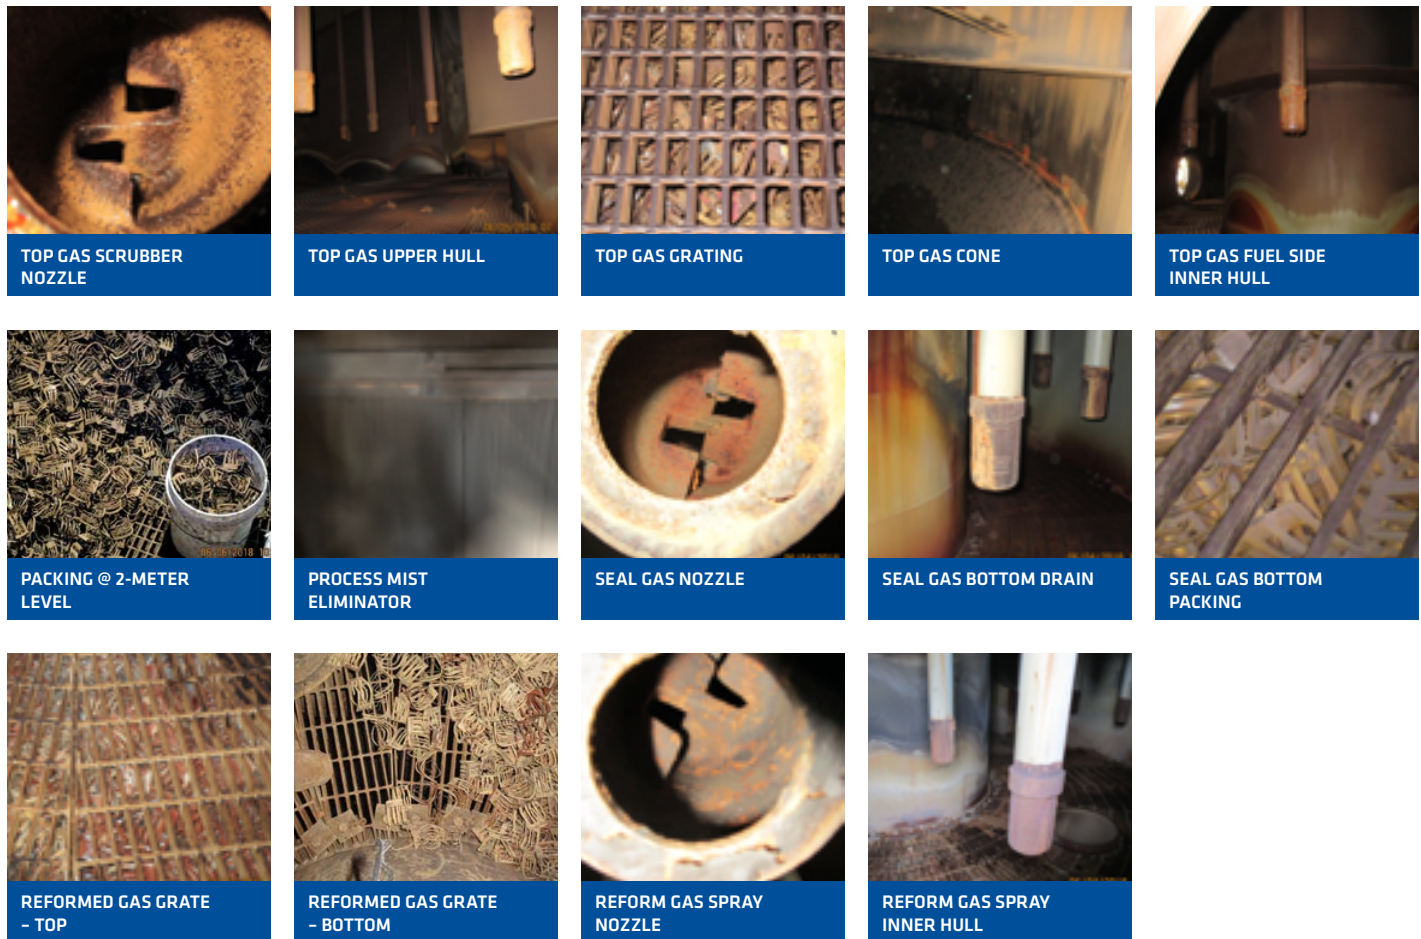 TOP GAS SCRUBBER
NOZZLE
TOP GAS UPPER HULL
TOP GAS GRATING
TOP GAS CONE
TOP GAS FUEL SIDE
INNER HULL
PACKING @ 2-METER
LEVEL
PROCESS MIST
ELIMINATOR
SEAL GAS NOZZLE
SEAL GAS BOTTOM DRAIN
SEAL GAS BOTTOM
PACKING
REFORMED GAS GRATE
– TOP
REFORMED GAS GRATE
– BOTTOM
REFORM GAS SPRAY
NOZZLE
REFORM GAS SPRAY
INNER HULL